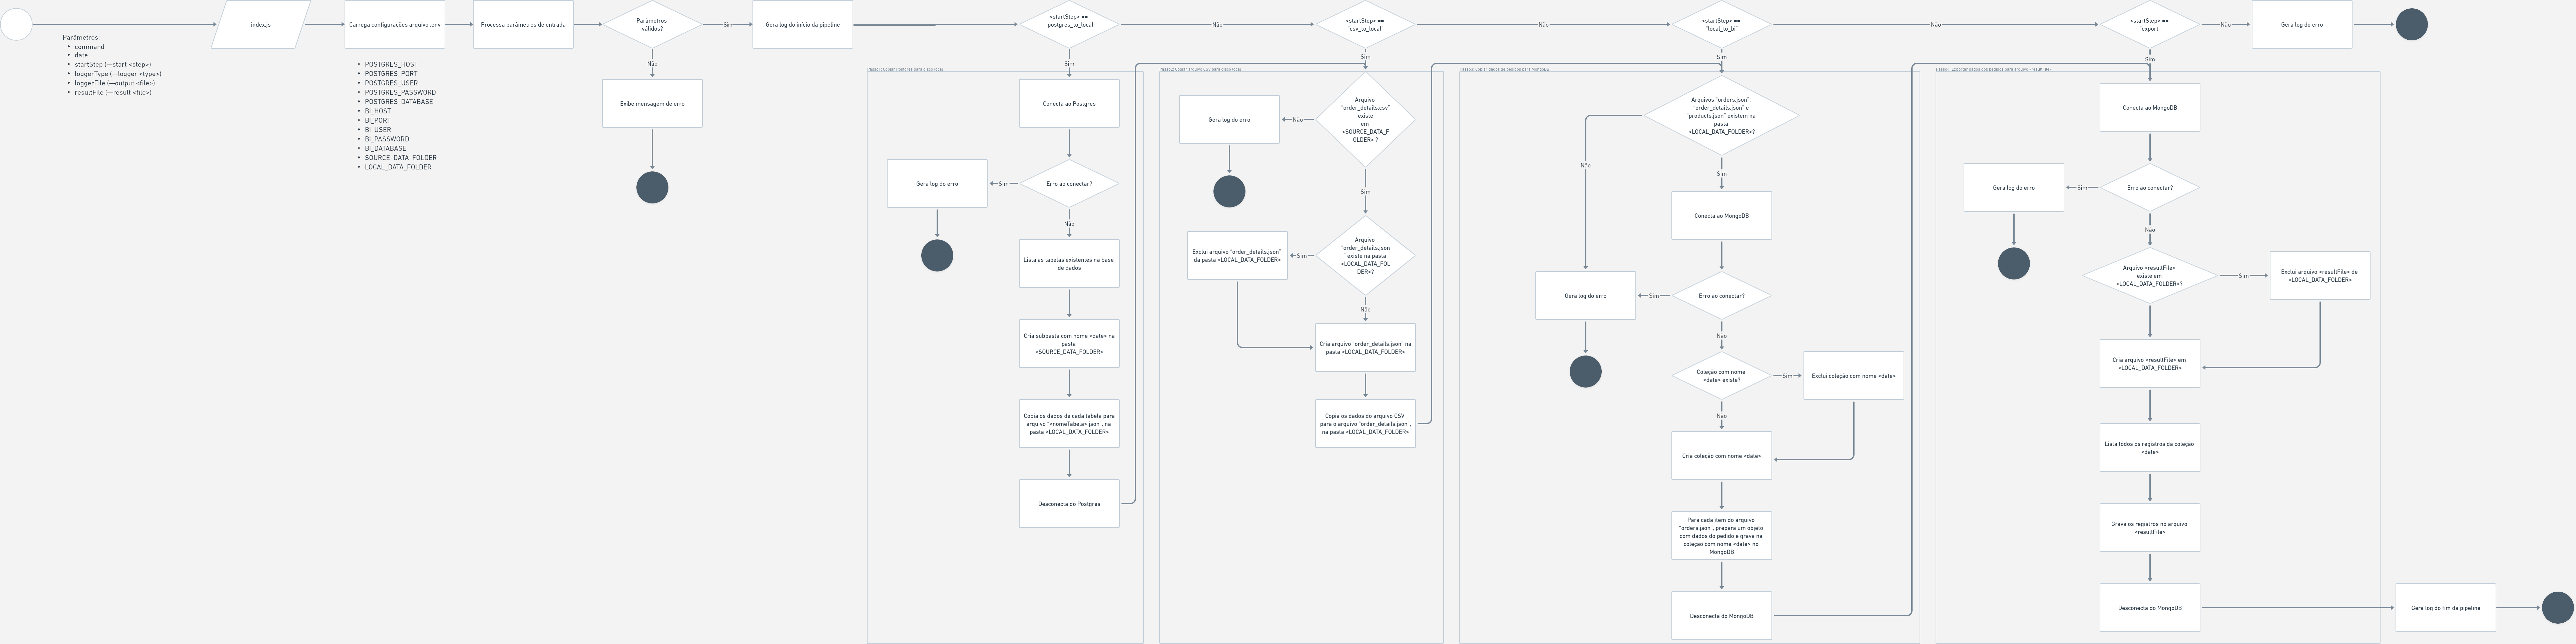 Parâmetros:
• command
• date
• startStep (—start <step>)
• loggerType (—logger <type>)
• loggerFile (—output <file>)
• resultFile (—result <file>)
index.js
Carrega configurações arquivo .env
• POSTGRES_HOST
• POSTGRES_PORT
• POSTGRES_USER
• POSTGRES_PASSWORD
• POSTGRES_DATABASE
• BI_HOST
• BI_PORT
• BI_USER
• BI_PASSWORD
• BI_DATABASE
• SOURCE_DATA_FOLDER
• LOCAL_DATA_FOLDER
Processa parâmetros de entrada
Parâmetros
válidos?
Sim
Não
Exibe mensagem de erro
Gera log do início da pipeline
<startStep> ==
"postgres_to_local
"
Não
Sim
Passo1: Copiar Postgres para disco local
Conecta ao Postgres
Erro ao conectar?
Sim
Gera log do erro
Não
Lista as tabelas existentes na base
de dados
Cria subpasta com nome <date> na
pasta
<SOURCE_DATA_FOLDER>
Copia os dados de cada tabela para
arquivo "<nomeTabela>.json", na
pasta <LOCAL_DATA_FOLDER>
Desconecta do Postgres
<startStep> ==
"csv_to_local"
Não
Sim
Passo2: Copiar arquivo CSV para disco local
Arquivo
"order_details.csv"
existe
em
<SOURCE_DATA_F
OLDER> ?
Não
Gera log do erro
Sim
Arquivo
"order_details.json
" existe na pasta
<LOCAL_DATA_FOL
DER>?
Sim
Exclui arquivo "order_details.json"
da pasta <LOCAL_DATA_FOLDER>
Não
Cria arquivo "order_details.json" na
pasta <LOCAL_DATA_FOLDER>
Copia os dados do arquivo CSV
para o arquivo "order_details.json",
na pasta <LOCAL_DATA_FOLDER>
<startStep> ==
"local_to_bi"
Não
Sim
Passo3: Copiar dados de pedidos para MongoDB
Arquivos "orders.json",
"order_details.json" e
"products.json" existem na
pasta
<LOCAL_DATA_FOLDER>?
Não
Sim
Conecta ao MongoDB
Erro ao conectar?
Sim
Gera log do erro
Não
Coleção com nome
<date> existe?
Sim
Exclui coleção com nome <date>
Não
Cria coleção com nome <date>
Para cada item do arquivo
"orders.json", prepara um objeto
com dados do pedido e grava na
coleção com nome <date> no
MongoDB
Desconecta do MongoDB
<startStep> ==
"export"
Não
Gera log do erro
Sim
Passo4: Exportar dados dos pedidos para arquivo <resultFile>
Conecta ao MongoDB
Erro ao conectar?
Sim
Gera log do erro
Não
Arquivo <resultFile>
existe em
<LOCAL_DATA_FOLDER>?
Sim
Exclui arquivo <resultFile> de
<LOCAL_DATA_FOLDER>
Cria arquivo <resultFile> em
<LOCAL_DATA_FOLDER>
Lista todos os registros da coleção
<date>
Grava os registros no arquivo
<resultFile>
Desconecta do MongoDB
Gera log do fim da pipeline